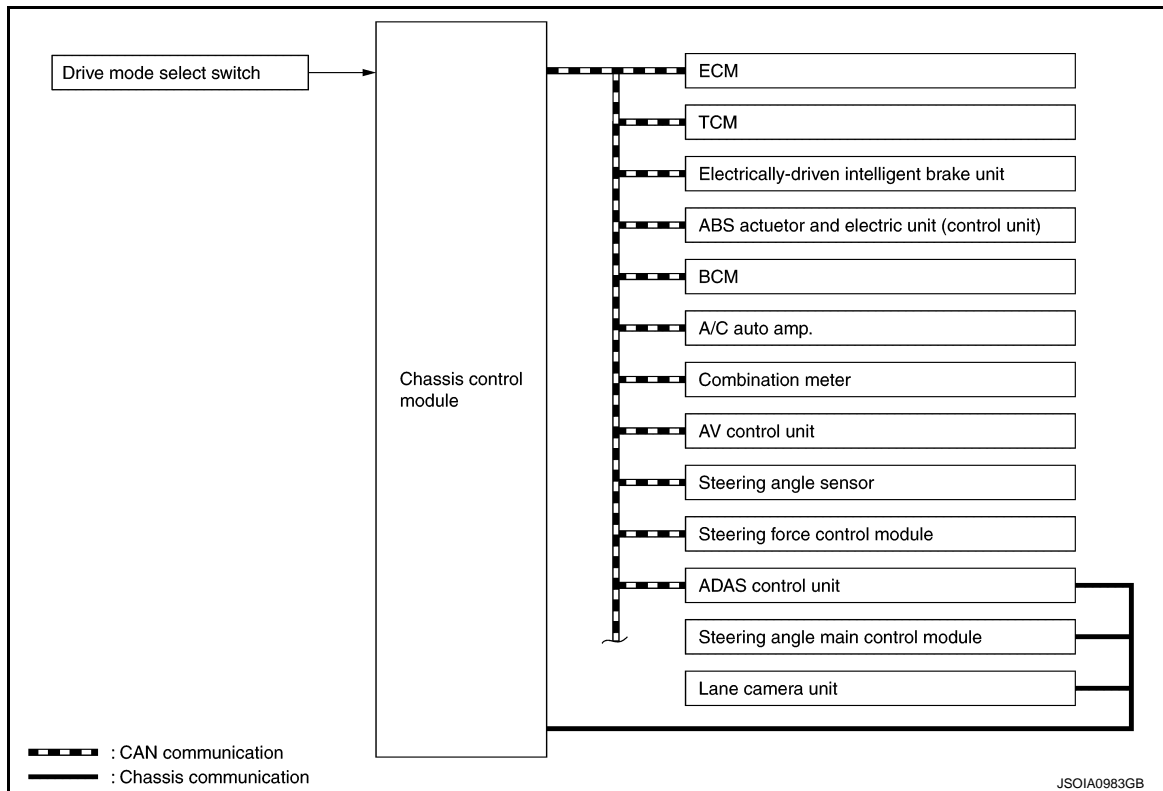 Drive mode select switch
Chassis control
module
ECM
TCM
Electrically-driven intelligent brake unit
ABS actuetor and electric unit (control unit)
BCM
A/C auto amp.
Combination meter
AV control unit
Steering angle sensor
Steering force control module
ADAS control unit
Steering angle main control module
Lane camera unit
: CAN communication
: Chassis communication
JSOIA0983GB